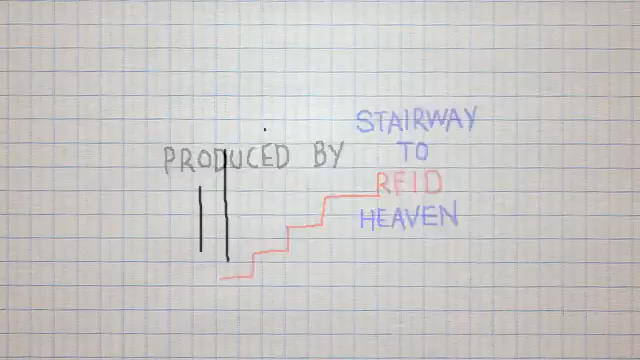 PRODUCED BY
STAIRWAY
TO
RFID
HEAVEN